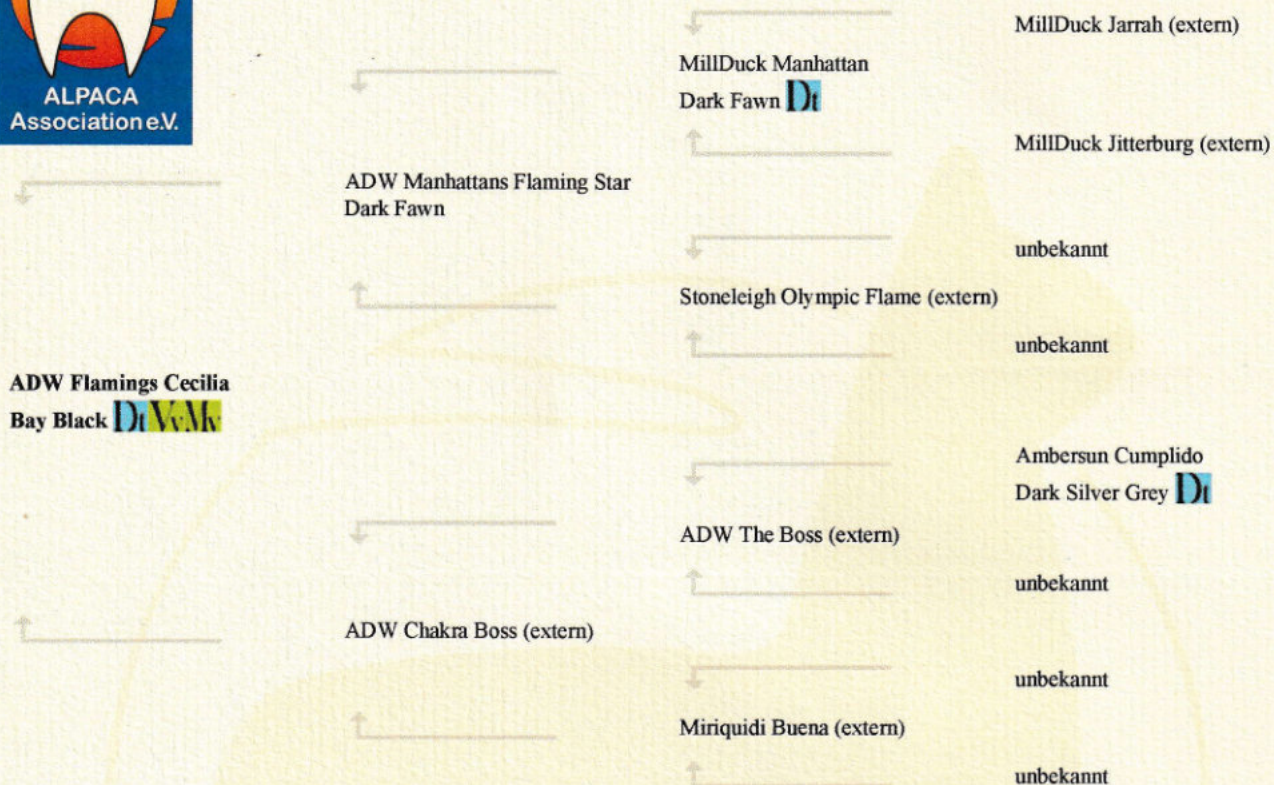 ALPACA
Association e.V.
ADW Flamings Cecilia
Bay Black Dt Vv Mv
ADW Manhattans Flaming Star
Dark Fawn
ADW Chakra Boss (extern)
MillDuck Manhattan
Dark Fawn Dt
Stoneleigh Olympic Flame (extern)
ADW The Boss (extern)
Miriquidi Buena (extern)
MillDuck Jarrah (extern)
MillDuck Jitterburg (extern)
unbekannt
unbekannt
Ambersun Cumplido
Dark Silver Grey Dt
unbekannt
unbekannt
unbekannt